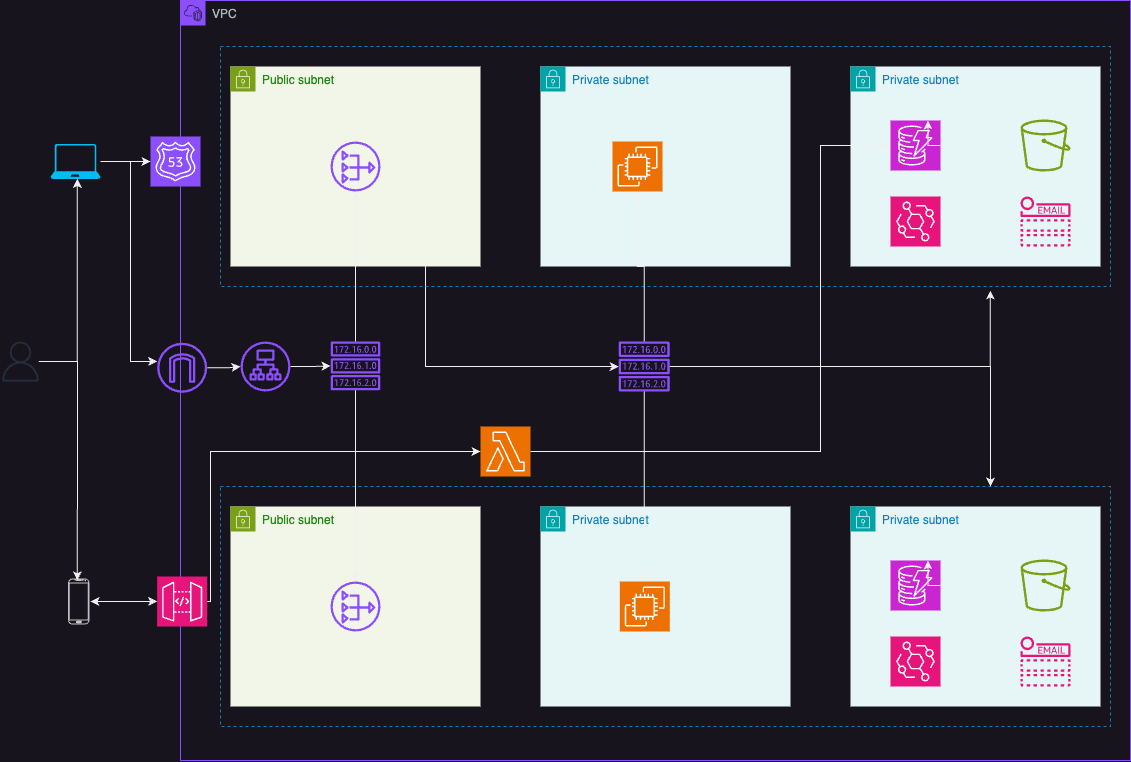 VPC
Public subnet
Private subnet
Private subnet
53
EMAIL
172.16.0.0
172.16.1.0
172.16.2.0
172.16.0.0
172.16.1.0
172.16.2.0
Public subnet
Private subnet
Private subnet
</>
EMAIL